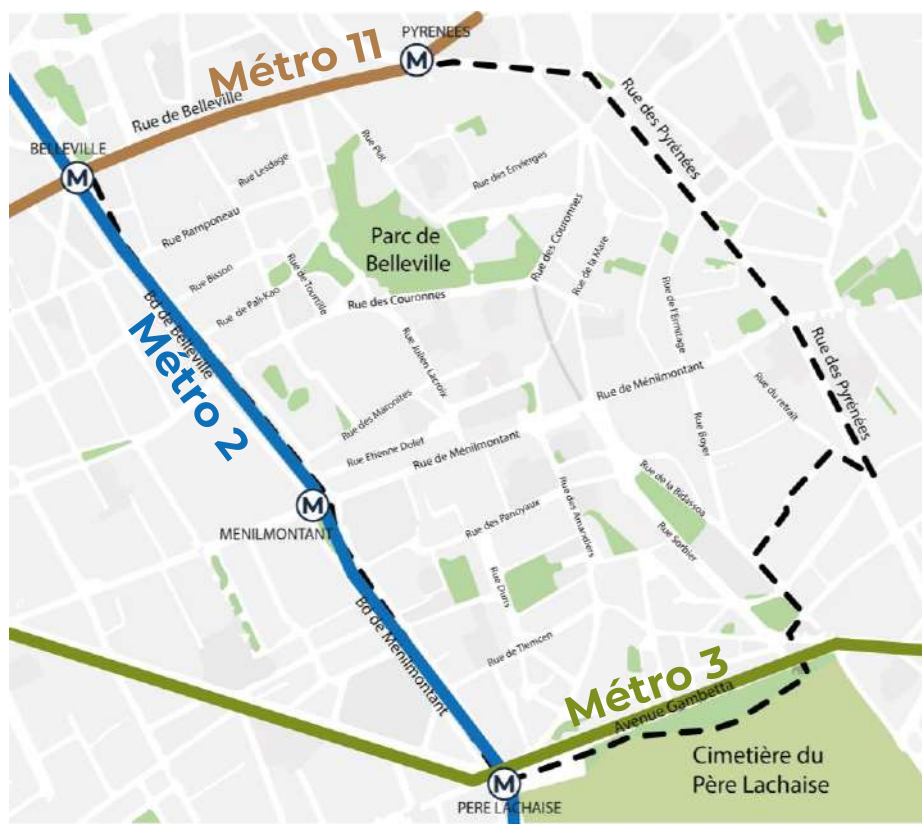 PYRENEES
M
Métro 11
Rue de Belleville
BELLEVILLE
M
Rue Piat
Rue des Pyrénées
Rue Lesdage
Rue des Envierges
Rue Ramponeau
Parc de
Belleville
Rue des Couronnes
Rue de la Mare
Rue Bisson
Rue de Tourtille
Rue de Pali-Kao
Rue des Couronnes
Rue de l'Ermitage
Bd de Belleville
Métro 2
Rue Julien Lacroix
Rue des Pyrénées
Rue de Ménilmontant
Rue du retrait
Rue des Maronites
Rue Boyer
Rue Etienne Dolet
Rue de Ménilmontant
M
MENILMONTANT
Rue de la Bidassoa
Rue des Panoyaux
Rue des Amandiers
Rue Sorbier
Rue Duris
Bd de Ménilmontant
Rue de Tlemcen
Métro 3
Avenue Gambetta
Cimetière du
Père Lachaise
M
PERE LACHAISE